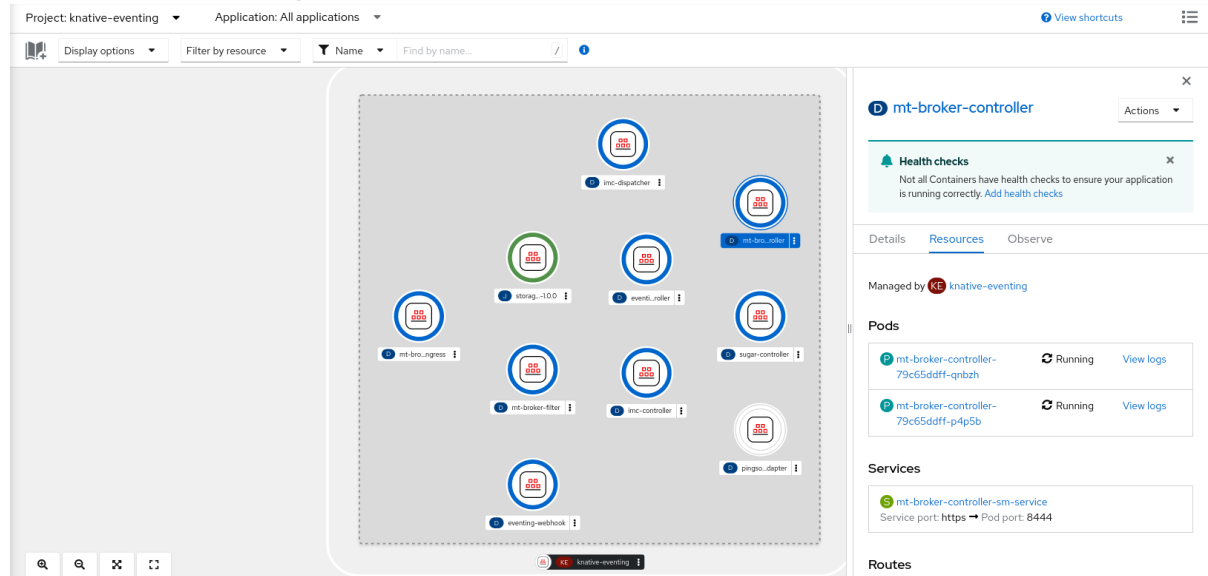 Project: knative-eventing
Application: All applications
View shortcuts
Display options
Filter by resource
Name
Find by name...
/
D imc-dispatcher
D mt-bro...roller
J storag...-1.0.0
D eventi...roller
D mt-bro...ngress
D sugar-controller
D mt-broker-filter
D imc-controller
D pingso...dapter
D eventing-webhook
KE knative-eventing
D mt-broker-controller
Actions
Health checks
Not all Containers have health checks to ensure your application
is running correctly. Add health checks
Details Resources Observe
Managed by KE knative-eventing
Pods
P mt-broker-controller-
79c65ddff-qnbzh
Running
View logs
P mt-broker-controller-
79c65ddff-p4p5b
Running
View logs
Services
S mt-broker-controller-sm-service
Service port: https → Pod port: 8444
Routes